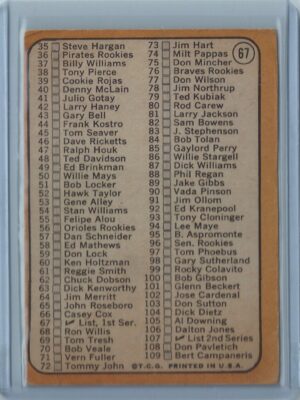 67
35 Steve Hargan
36 Pirates Rookies
37 Billy Williams
38 Tony Pierce
39 Cookie Rojas
40 Denny McLain
41 Julio Gotay
42 Larry Haney
43 Gary Bell
44 Frank Kostro
45 Tom Seaver
46 Dave Ricketts
47 Ralph Houk
48 Ted Davidson
49 Ed Brinkman
50 Willie Mays
51 Bob Locker
52 Hawk Taylor
53 Gene Alley
54 Stan Williams
55 Felipe Alou
56 Orioles Rookies
57 Dan Schneider
58 Ed Mathews
59 Don Lock
60 Ken Holtzman
61 Reggie Smith
62 Chuck Dobson
63 Dick Kenworthy
64 Jim Merritt
65 John Roseboro
66 Casey Cox
67 ✔ List, 1st Ser.
68 Ron Willis
69 Tom Tresh
70 Bob Veale
71 Vern Fuller
72 Tommy John
73 Jim Hart
74 Milt Pappas
75 Don Mincher
76 Braves Rookies
77 Don Wilson
78 Jim Northrup
79 Ted Kubiak
80 Rod Carew
81 Larry Jackson
82 Sam Bowens
83 J. Stephenson
84 Bob Tolan
85 Gaylord Perry
86 Willie Stargell
87 Dick Williams
88 Phil Regan
89 Jake Gibbs
90 Vada Pinson
91 Jim Ollom
92 Ed Kranepool
93 Tony Cloninger
94 Lee Maye
95 B. Aspromonte
96 Sen. Rookies
97 Tom Phoebus
98 Gary Sutherland
99 Rocky Colavito
100 Bob Gibson
101 Glenn Beckert
102 Jose Cardenal
103 Don Sutton
104 Dick Dietz
105 Al Downing
106 Dalton Jones
107 ✔ List 2nd Series
108 Don Pavletich
109 Bert Campaneris
©T.C.G. PRINTED IN U.S.A.